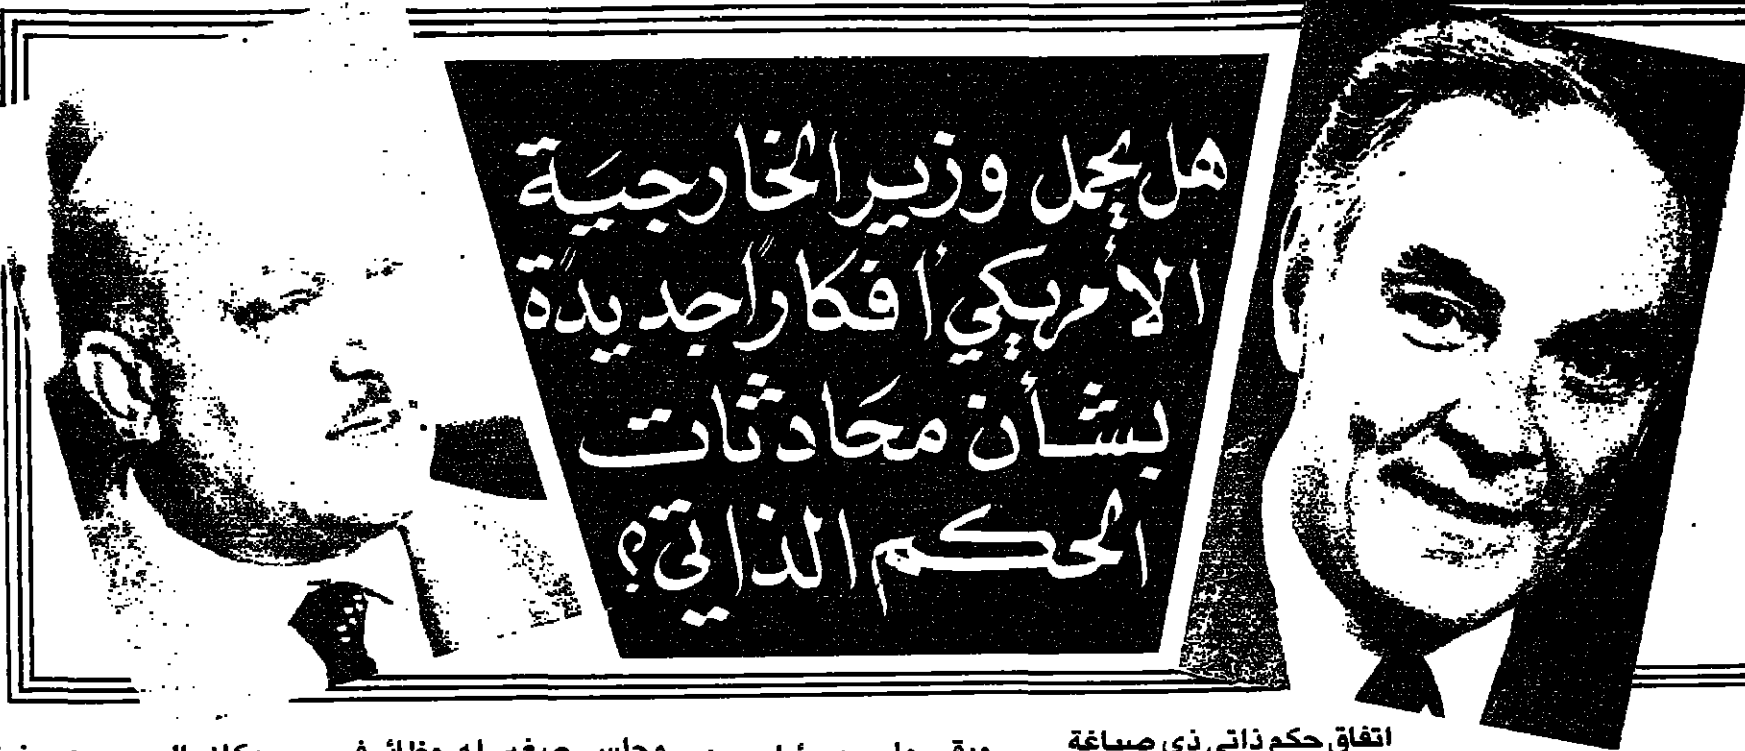 هل يحمل وزير الخارجية
الأمريكي أفكاراً جديدة
بشأن محادثات
الحكم الذاتي؟
اتفاق حكم ذاتي ذي صياغة